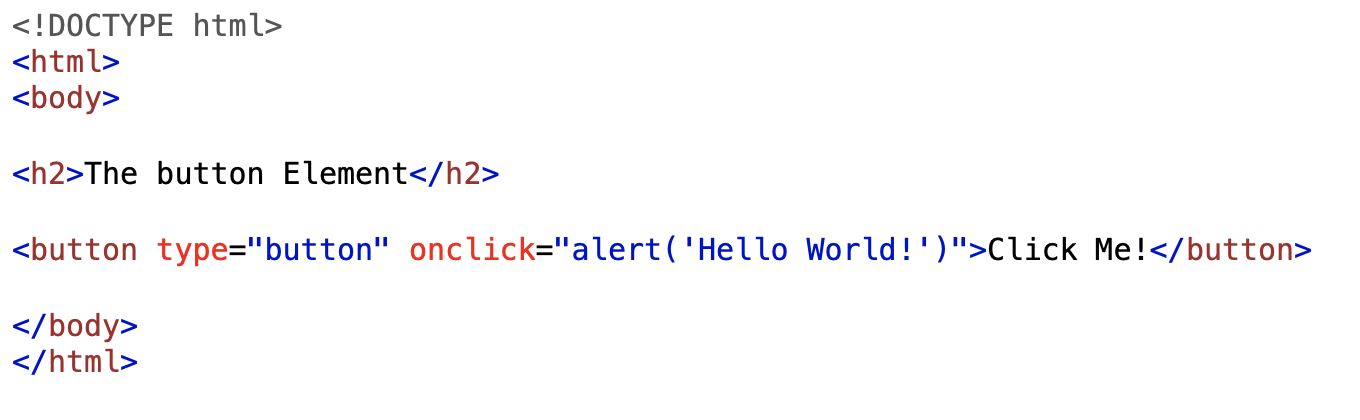 <!DOCTYPE html>
<html>
<body>
<h2>The button Element</h2>
<button type="button" onclick="alert('Hello World!')">Click Me!</button>
</body>
</html>